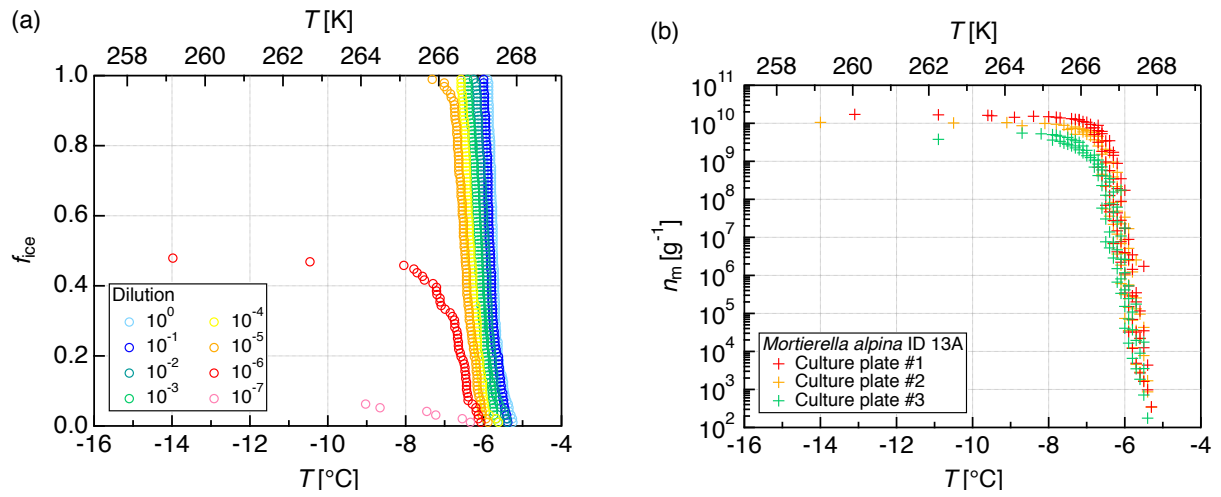 (a)
T [K]
258 260 262 264 266 268
1.0
0.8
0.6
0.4
0.2
0.0
f_ice
Dilution
10^0 10^-4
10^-1 10^-5
10^-2 10^-6
10^-3 10^-7
-16 -14 -12 -10 -8 -6 -4
T [°C]
(b)
T [K]
258 260 262 264 266 268
10^11
10^10
10^9
10^8
10^7
10^6
10^5
10^4
10^3
10^2
n_m [g^-1]
Mortierella alpina ID 13A
Culture plate #1
Culture plate #2
Culture plate #3
-16 -14 -12 -10 -8 -6 -4
T [°C]